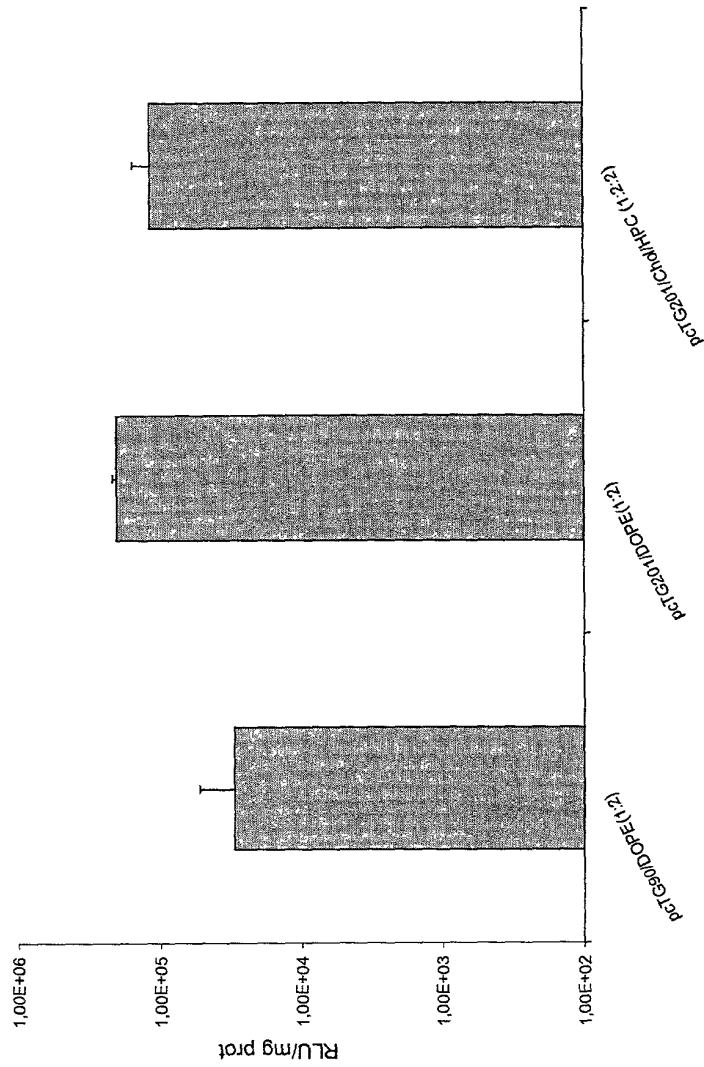 RLU/mg prot
1,00E+06
1,00E+05
1,00E+04
1,00E+03
1,00E+02
pcTG90/DOPE(1:2)
pcTG201/DOPE(1:2)
pcTG201/Chol/HPC (1:2:2)